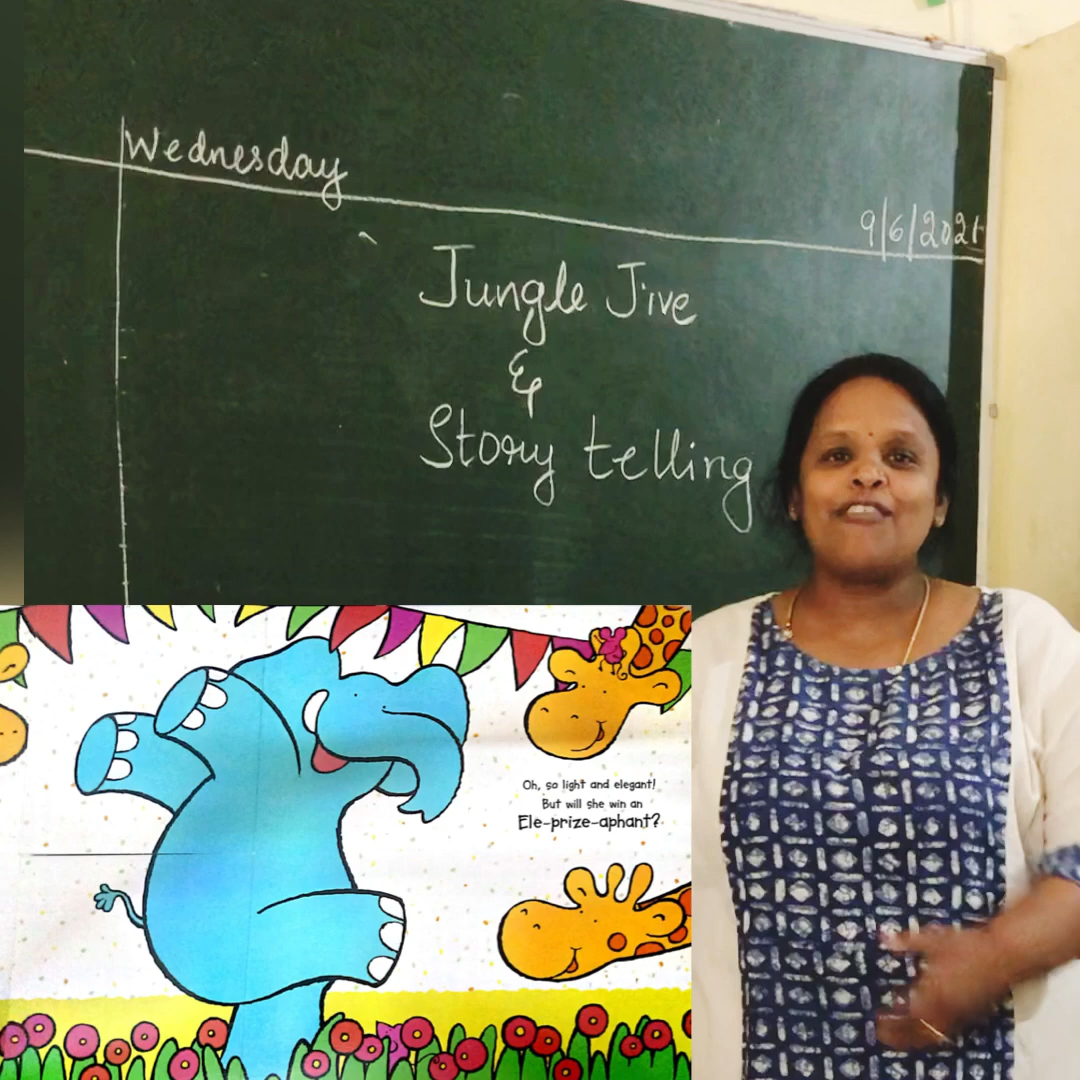 Wednesday
9/6/2021
Jungle Jive
&
Story telling
Oh, so light and elegant!
But will she win an
Ele-prize-aphant?